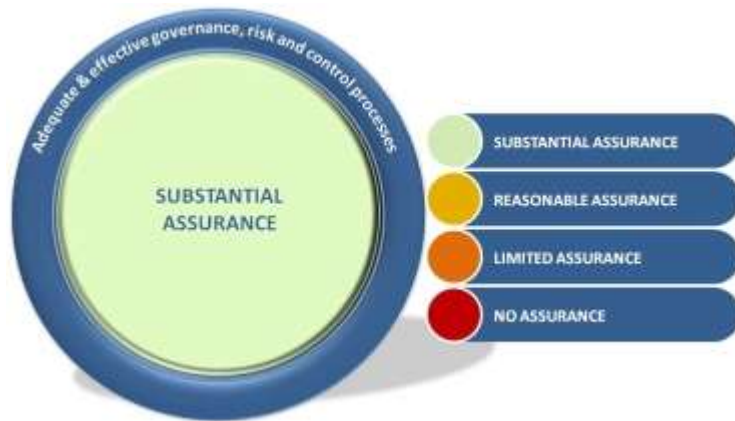 Adequate & effective governance, risk and control processes
SUBSTANTIAL
ASSURANCE
SUBSTANTIAL ASSURANCE
REASONABLE ASSURANCE
LIMITED ASSURANCE
NO ASSURANCE